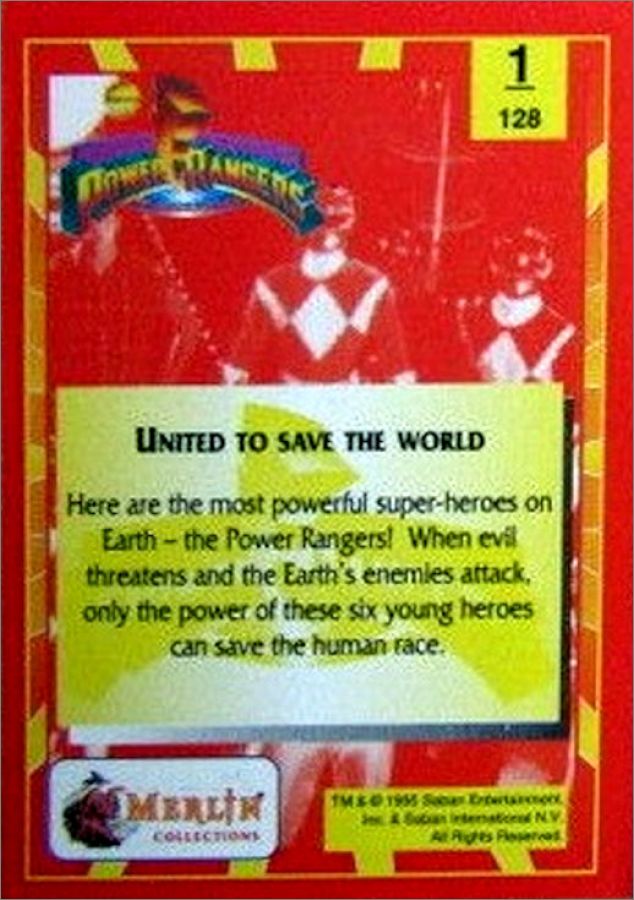 1
128
POWER RANGERS
UNITED TO SAVE THE WORLD
Here are the most powerful super-heroes on
Earth – the Power Rangers! When evil
threatens and the Earth's enemies attack,
only the power of these six young heroes
can save the human race.
MERLIN
COLLECTIONS
TM & © 1995 Saban Entertainment,
Inc. & Saban International N.V.
All Rights Reserved.